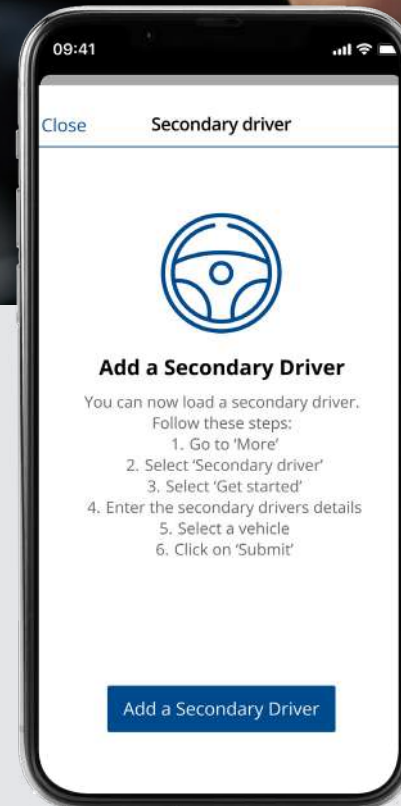 09:41
Close Secondary driver
Add a Secondary Driver
You can now load a secondary driver.
Follow these steps:
1. Go to ‘More’
2. Select ‘Secondary driver’
3. Select ‘Get started’
4. Enter the secondary drivers details
5. Select a vehicle
6. Click on ‘Submit’
Add a Secondary Driver